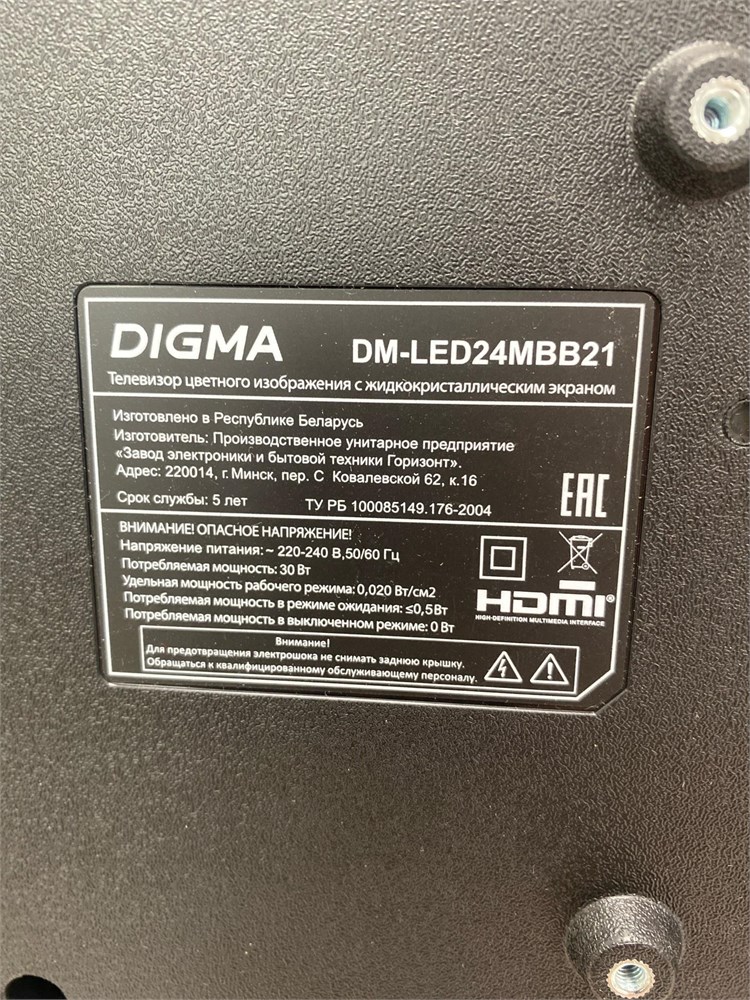 DIGMA DM-LED24MBB21
Телевизор цветного изображения с жидкокристаллическим экраном
Изготовлено в Республике Беларусь
Изготовитель: Производственное унитарное предприятие
«Завод электроники и бытовой техники Горизонт».
Адрес: 220014, г. Минск, пер. С Ковалевской 62, к.16
Срок службы: 5 лет ТУ РБ 100085149.176-2004
EAC
ВНИМАНИЕ! ОПАСНОЕ НАПРЯЖЕНИЕ!
Напряжение питания: ~ 220-240 В,50/60 Гц
Потребляемая мощность: 30 Вт
Удельная мощность рабочего режима: 0,020 Вт/см2
Потребляемая мощность в режиме ожидания: ≤0,5Вт
Потребляемая мощность в выключенном режиме: 0 Вт
HDMI®
HIGH-DEFINITION MULTIMEDIA INTERFACE
Внимание!
Для предотвращения электрошока не снимать заднюю крышку.
Обращаться к квалифицированному обслуживающему персоналу.